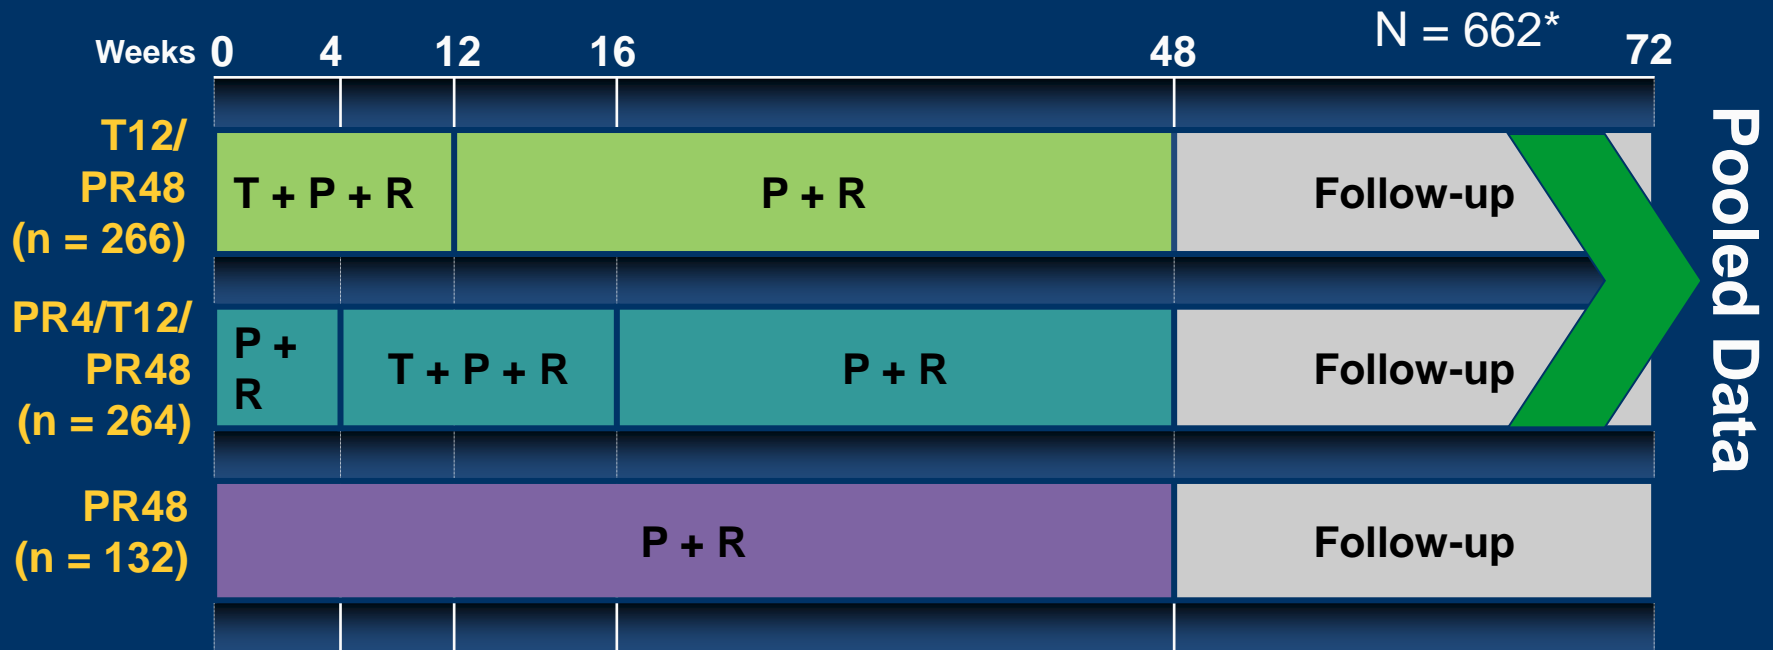 N = 662*
Weeks 0 4 12 16 48 72
T12/
PR48
(n = 266)
T + P + R
P + R
Follow-up
PR4/T12/
PR48
(n = 264)
P +
R
T + P + R
P + R
Follow-up
PR48
(n = 132)
P + R
Follow-up
Pooled Data